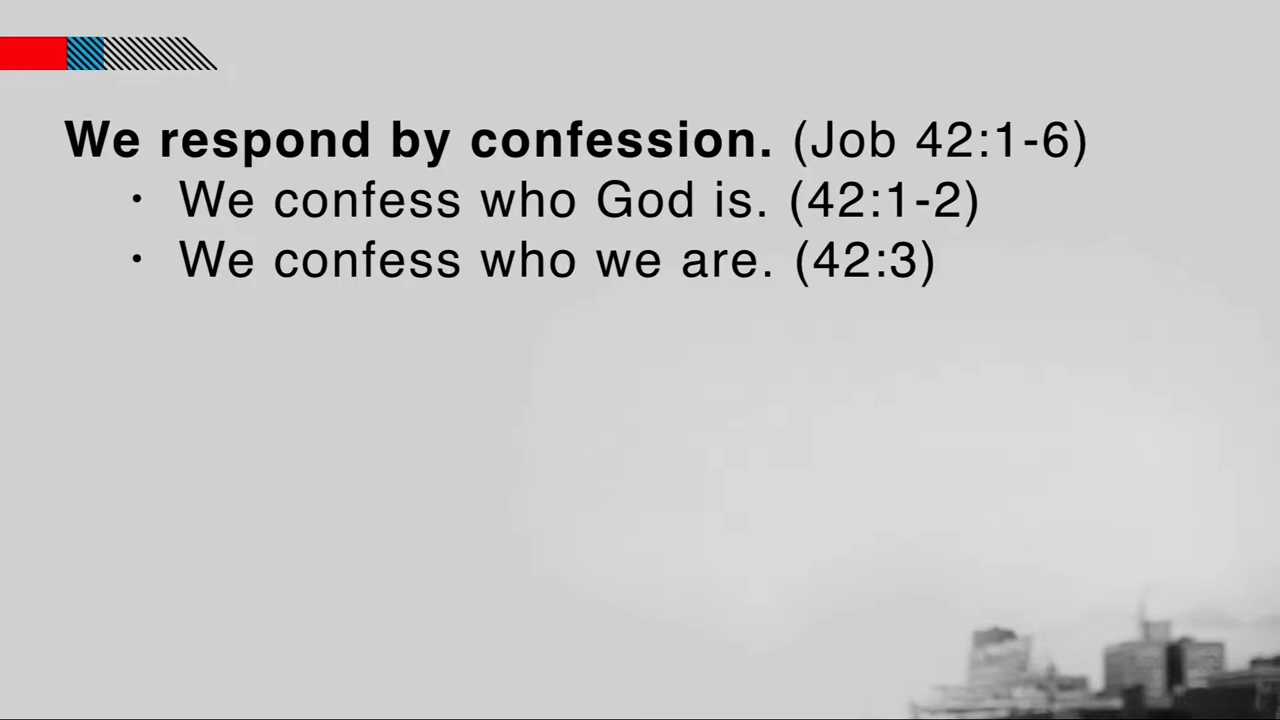 We respond by confession. (Job 42:1-6)
· We confess who God is. (42:1-2)
· We confess who we are. (42:3)